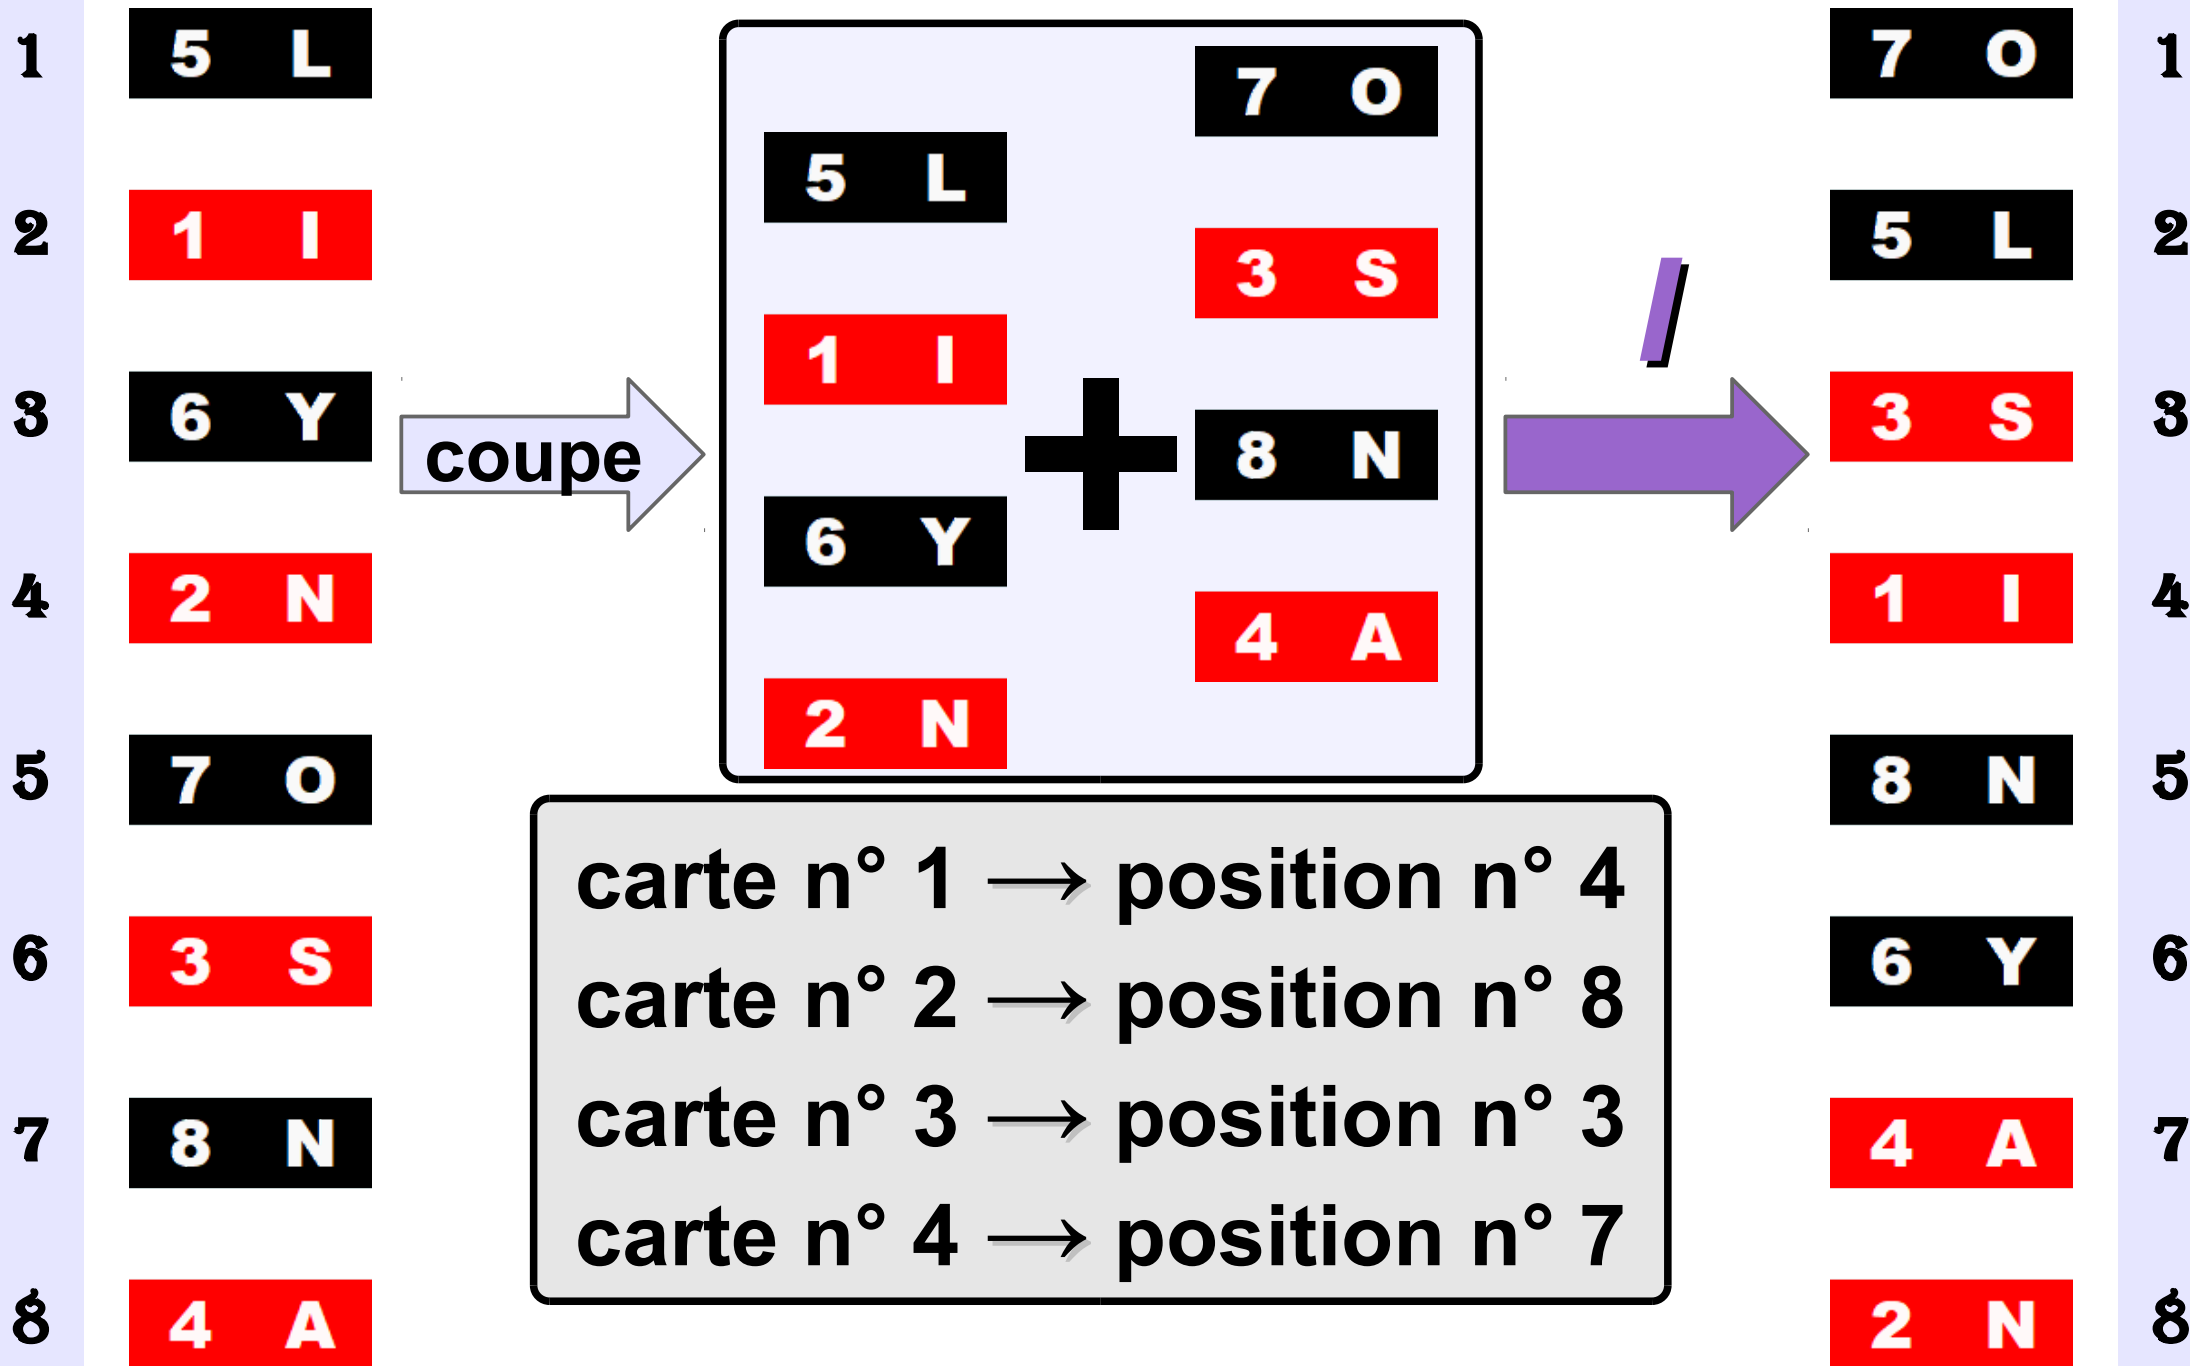 1 5 L
2 1 I
3 6 Y
4 2 N
5 7 O
6 3 S
7 8 N
8 4 A
coupe
5 L
1 I
6 Y
2 N
+
7 O
3 S
8 N
4 A
I
carte n° 1 → position n° 4
carte n° 2 → position n° 8
carte n° 3 → position n° 3
carte n° 4 → position n° 7
7 O 1
5 L 2
3 S 3
1 I 4
8 N 5
6 Y 6
4 A 7
2 N 8